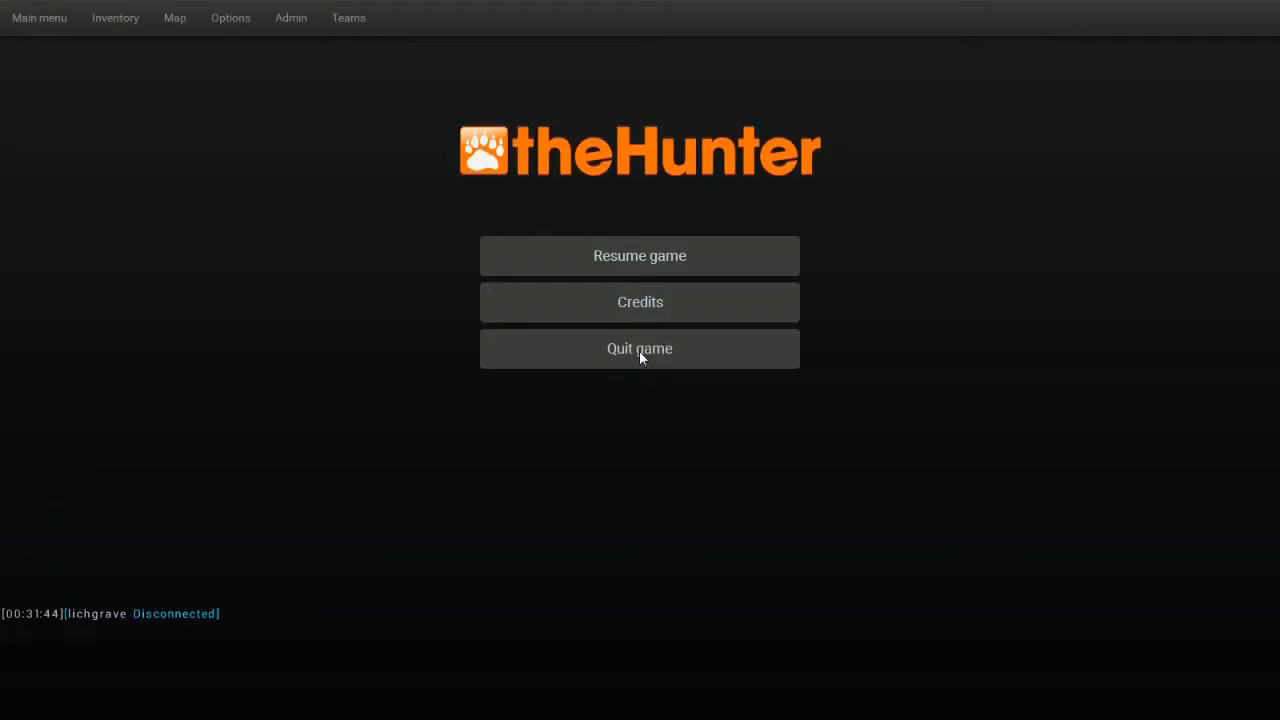 Main menu Inventory Map Options Admin Teams
theHunter
Resume game
Credits
Quit game
[00:31:44][lichgrave Disconnected]